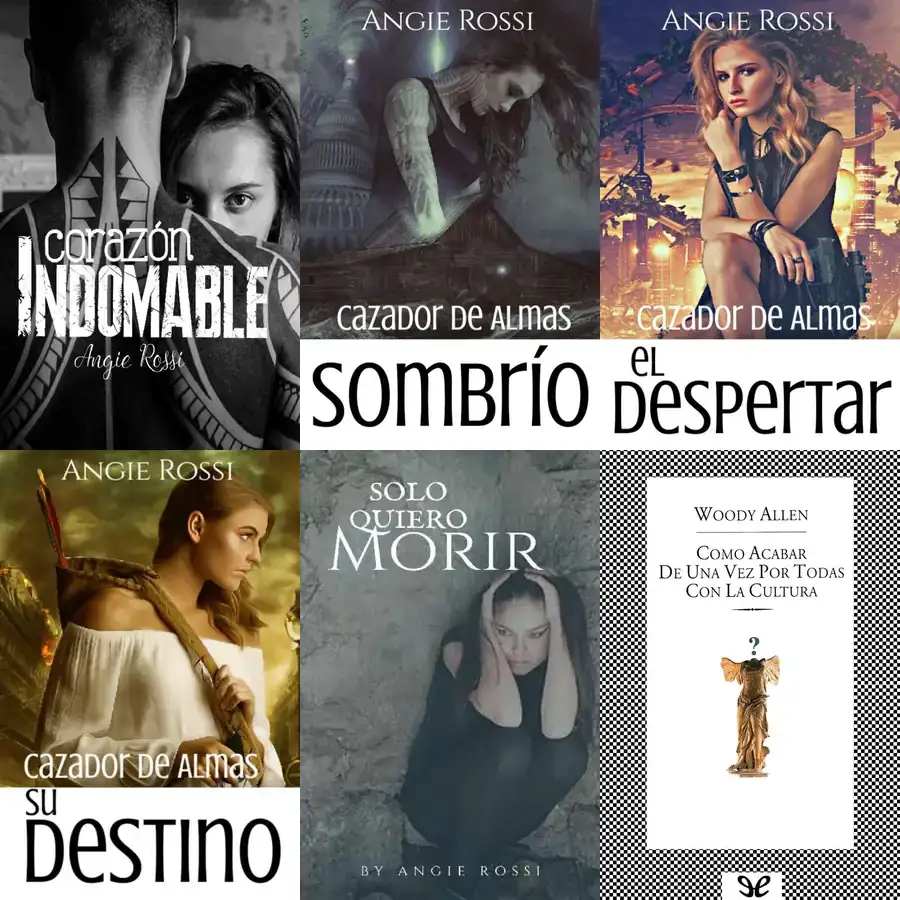 corazón
INDOMABLE
Angie Rossi
ANGIE ROSSI
CAZADOR DE ALMAS
SOMBRÍO
ANGIE ROSSI
CAZADOR DE ALMAS
EL
DESPERTAR
ANGIE ROSSI
CAZADOR DE ALMAS
SU
DESTINO
SOLO
QUIERO
MORIR
BY ANGIE ROSSI
WOODY ALLEN
COMO ACABAR
DE UNA VEZ POR TODAS
CON LA CULTURA
?